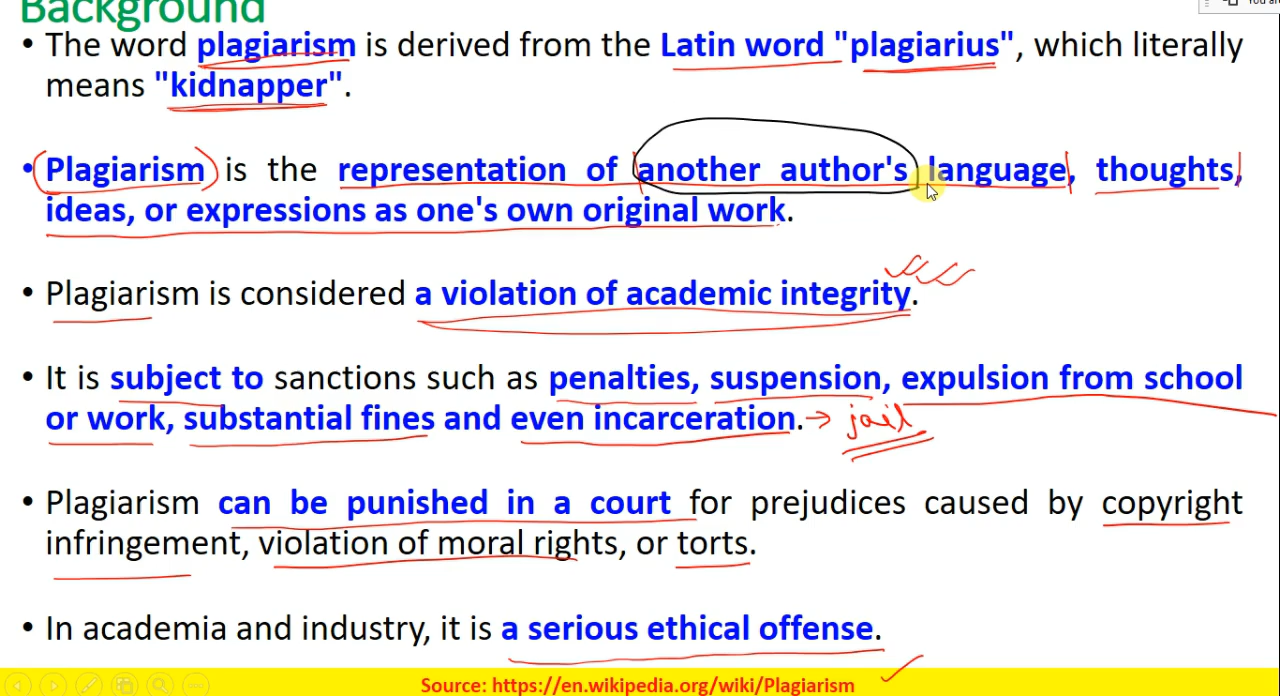 Background
• The word plagiarism is derived from the Latin word "plagiarius", which literally
means "kidnapper".
• Plagiarism is the representation of another author's language, thoughts,
ideas, or expressions as one's own original work.
• Plagiarism is considered a violation of academic integrity.
• It is subject to sanctions such as penalties, suspension, expulsion from school
or work, substantial fines and even incarceration. → jail
• Plagiarism can be punished in a court for prejudices caused by copyright
infringement, violation of moral rights, or torts.
• In academia and industry, it is a serious ethical offense.
Source: https://en.wikipedia.org/wiki/Plagiarism